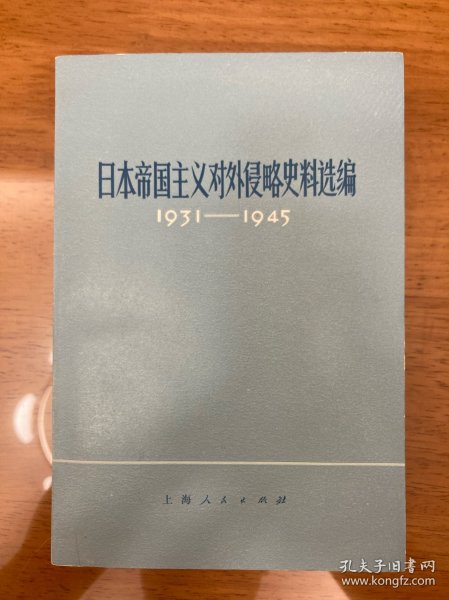 日本帝国主义对外侵略史料选编
1931——1945
上海人民出版社
孔夫子旧书网
www.kongfz.com